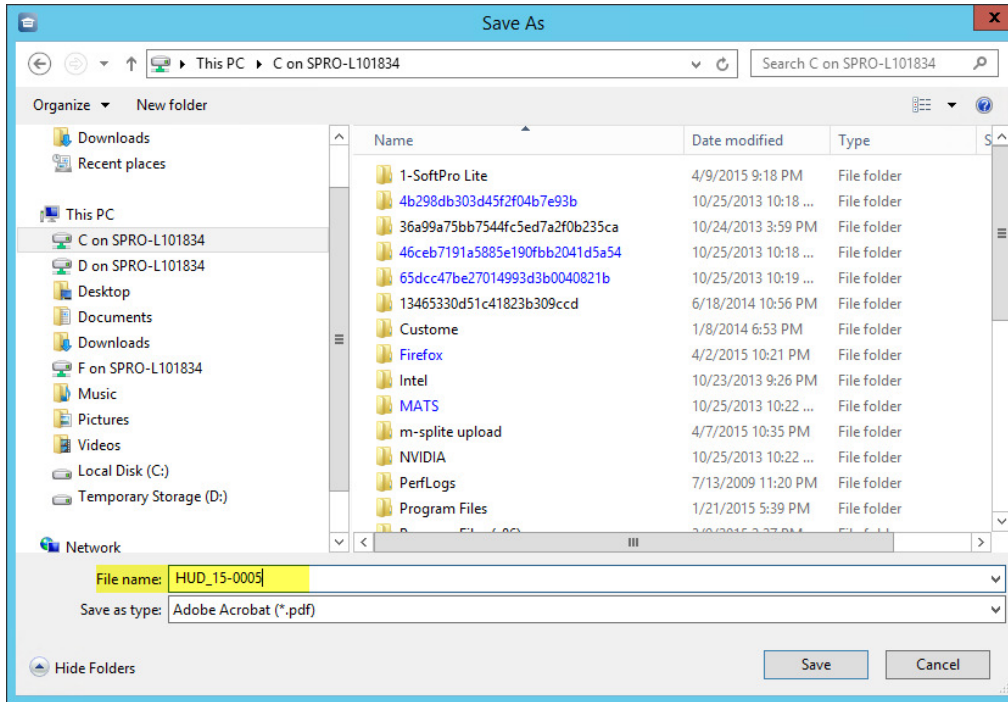 Save As
x
This PC C on SPRO-L101834 Search C on SPRO-L101834
Organize New folder
Downloads
Recent places
This PC
C on SPRO-L101834
D on SPRO-L101834
Desktop
Documents
Downloads
F on SPRO-L101834
Music
Pictures
Videos
Local Disk (C:)
Temporary Storage (D:)
Network
Name Date modified Type S
1-SoftPro Lite 4/9/2015 9:18 PM File folder
4b298db303d45f2f04b7e93b 10/25/2013 10:18 ... File folder
36a99a75bb7544fc5ed7a2f0b235ca 10/24/2013 3:59 PM File folder
46ceb7191a5885e190fbb2041d5a54 10/25/2013 10:18 ... File folder
65dcc47be27014993d3b0040821b 10/25/2013 10:19 ... File folder
13465330d51c41823b309ccd 6/18/2014 10:56 PM File folder
Custome 1/8/2014 6:53 PM File folder
Firefox 4/2/2015 10:21 PM File folder
Intel 10/23/2013 9:26 PM File folder
MATS 10/25/2013 10:22 ... File folder
m-splite upload 4/7/2015 10:35 PM File folder
NVIDIA 10/25/2013 10:22 ... File folder
PerfLogs 7/13/2009 11:20 PM File folder
Program Files 1/21/2015 5:39 PM File folder
File name: HUD_15-0005
Save as type: Adobe Acrobat (*.pdf)
Hide Folders Save Cancel